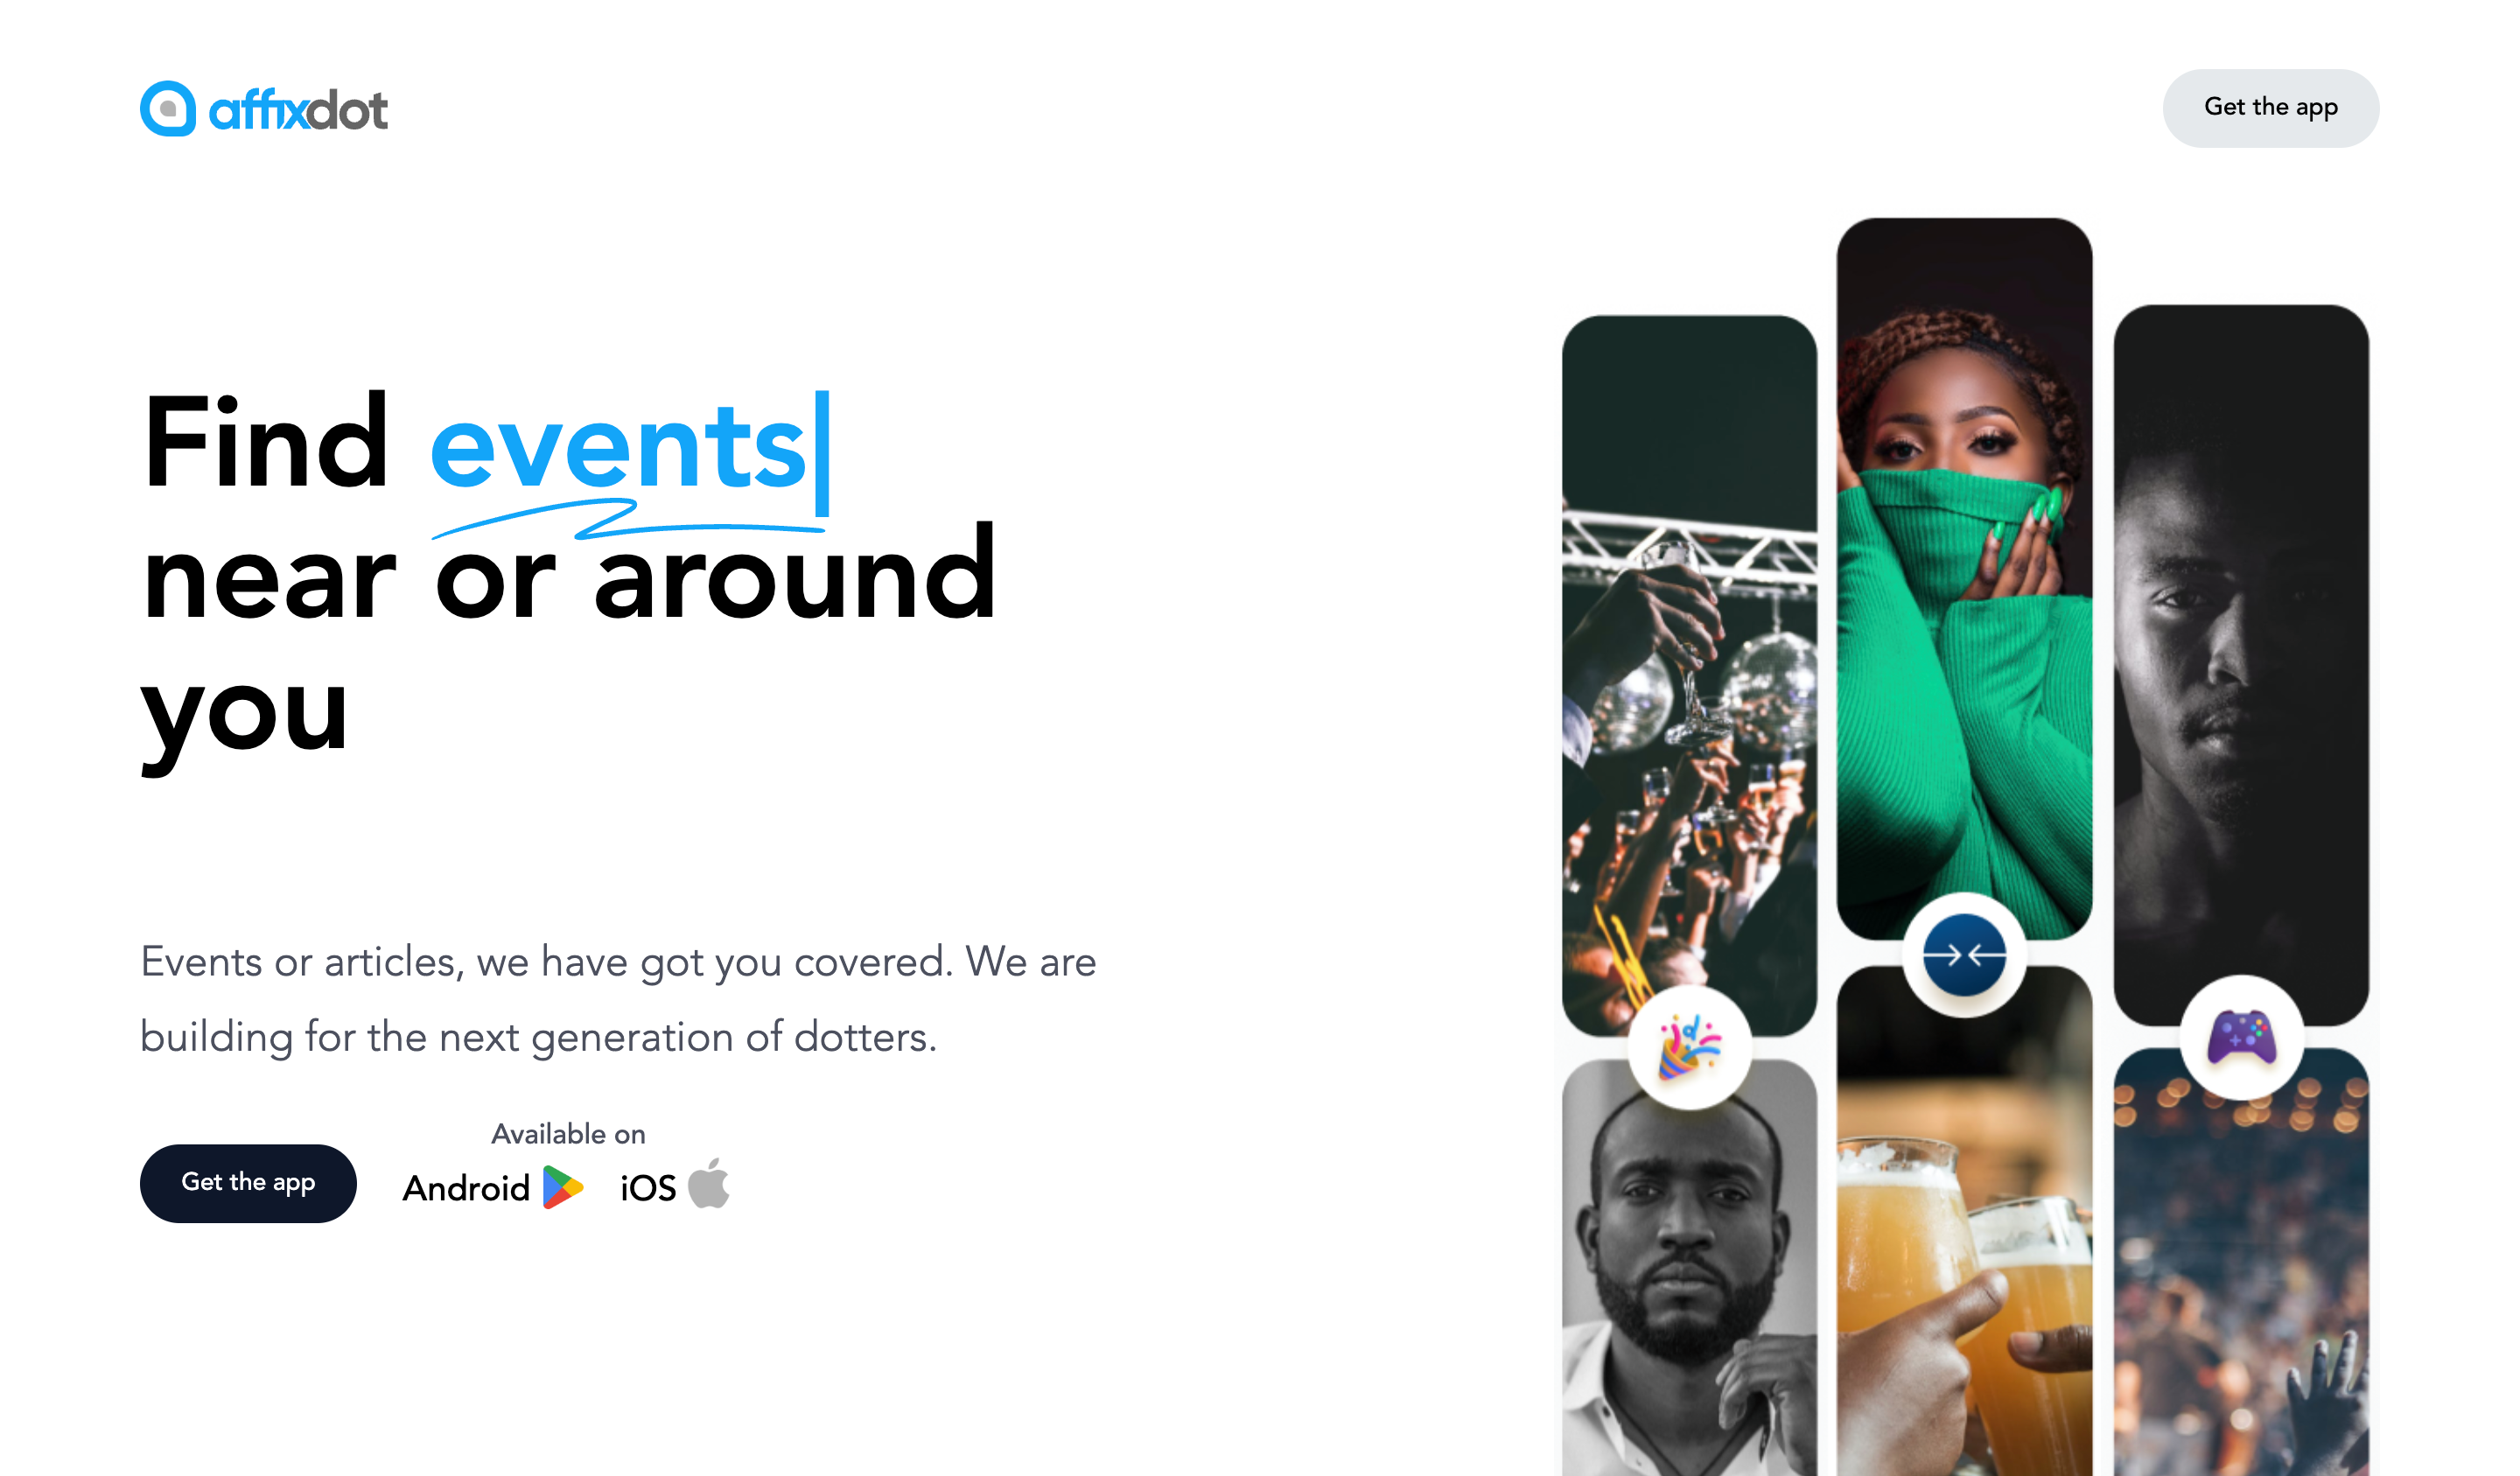 affixdot
Get the app
Find events
near or around
you
Events or articles, we have got you covered. We are
building for the next generation of dotters.
Get the app
Available on
Android
iOS